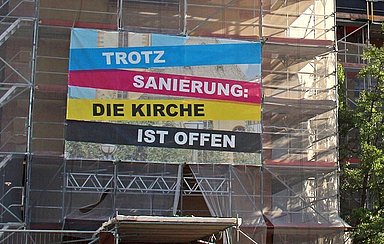 TROTZ
SANIERUNG:
DIE KIRCHE
IST OFFEN